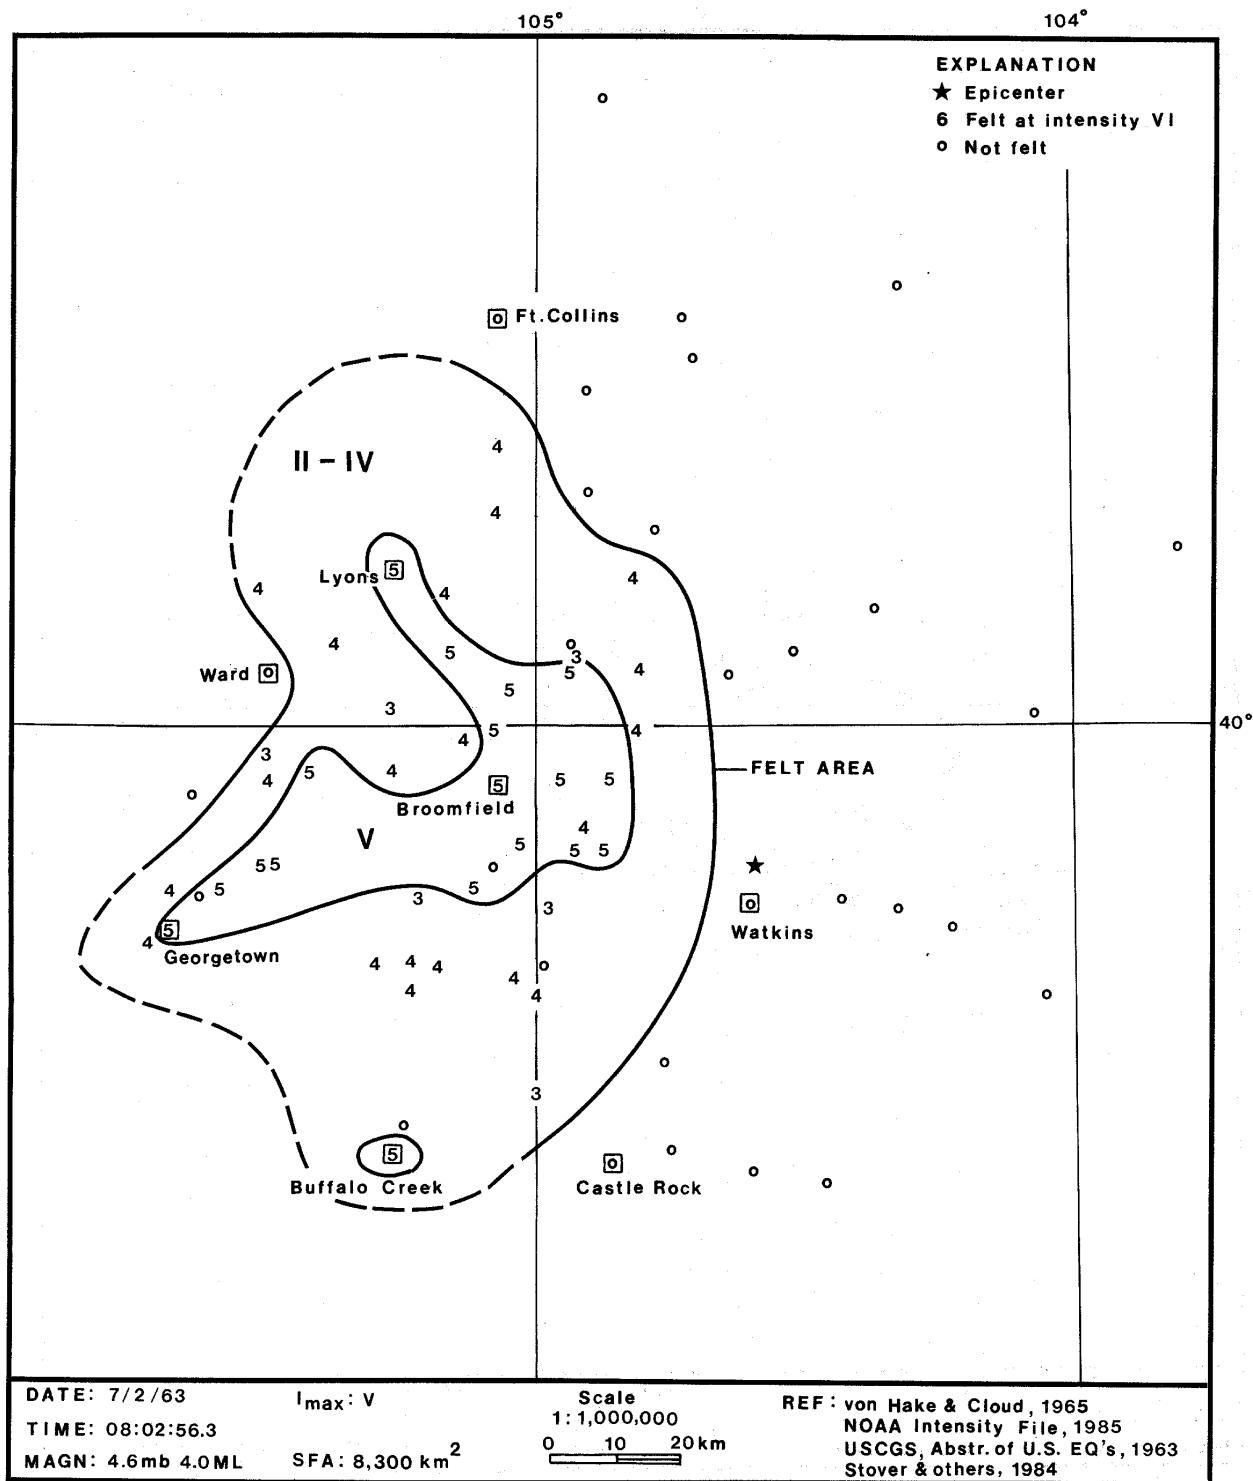 105°
104°
EXPLANATION
★ Epicenter
6 Felt at intensity VI
o Not felt
o
o
o Ft.Collins
o
o
o
4
II – IV
o
4
o
o
Lyons 5
4
4
4
o
4
o
5
3
o
Ward o
5
4
o
5
3
o
40°
4
5
4
3
4
5
4
FELT AREA
5
5
5
o
Broomfield
V
4
5
5
5
5 5
o
4
o
5
5
3
3
o
Watkins
o
o
o
5
4
Georgetown
4
4
4
4
o
4
4
o
o
3
o
5
Buffalo Creek
o
Castle Rock
o
o
o
DATE: 7/2/63
TIME: 08:02:56.3
MAGN: 4.6mb 4.0ML
Imax: V
SFA: 8,300 km2
Scale
1:1,000,000
0 10 20 km
REF: von Hake & Cloud, 1965
NOAA Intensity File, 1985
USCGS, Abstr. of U.S. EQ's, 1963
Stover & others, 1984